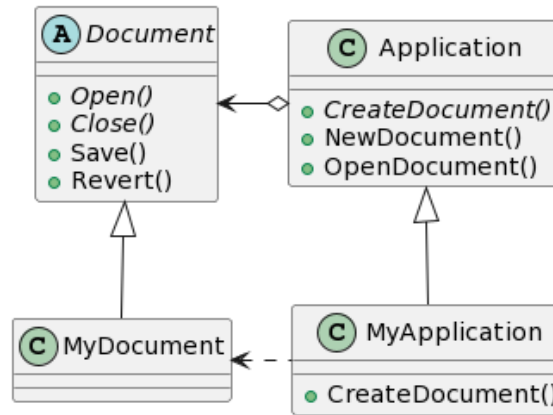 A Document
Open()
Close()
Save()
Revert()
C Application
CreateDocument()
NewDocument()
OpenDocument()
C MyDocument
C MyApplication
CreateDocument()